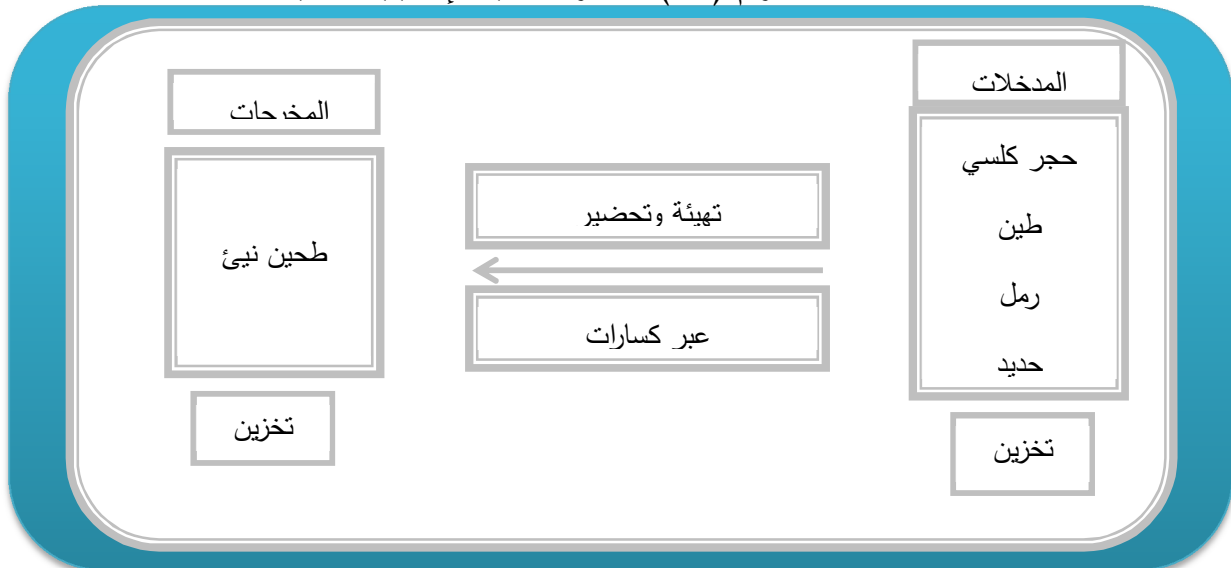 المدخلات
حجر كلسي
طين
رمل
حديد
تخزين
تهيئة وتحضير
عبر كسارات
المخرجات
طحين نيئ
تخزين